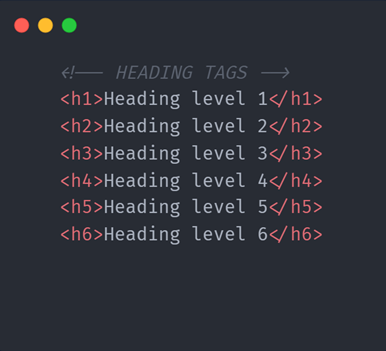 <!-- HEADING TAGS -->
<h1>Heading level 1</h1>
<h2>Heading level 2</h2>
<h3>Heading level 3</h3>
<h4>Heading level 4</h4>
<h5>Heading level 5</h5>
<h6>Heading level 6</h6>